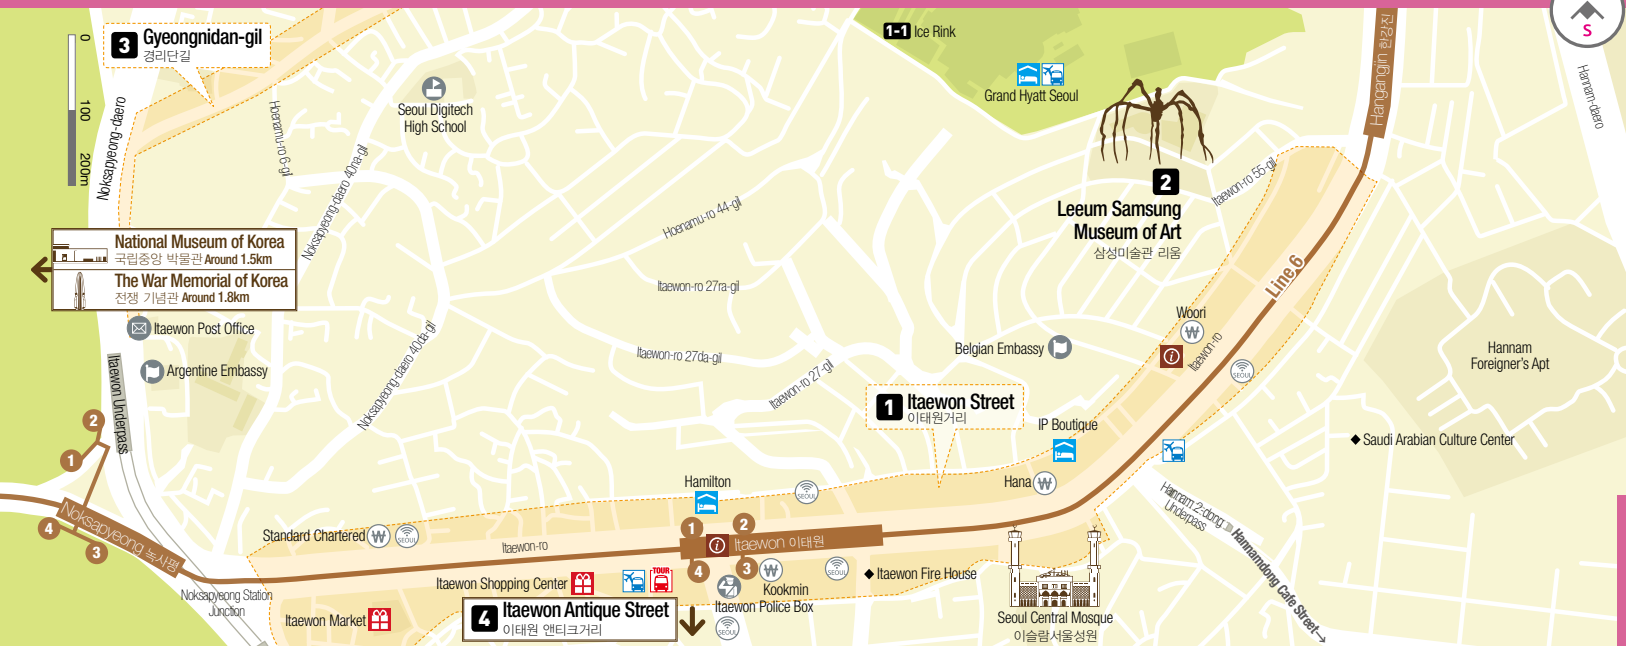 3 Gyeongnidan-gil
경리단길
0
100
200m
Noksapyeong-daero
Hoenamu-ro 6-gil
Noksapyeong-daero 40na-gil
Seoul Digitech
High School
1-1 Ice Rink
Grand Hyatt Seoul
2
Leeum Samsung
Museum of Art
삼성미술관 리움
Itaewon-ro 55-gil
Hangangjin 한강진
Hannam-daero
S
National Museum of Korea
국립중앙 박물관 Around 1.5km
The War Memorial of Korea
전쟁 기념관 Around 1.8km
Itaewon Post Office
Argentine Embassy
Itaewon Underpass
Noksapyeong-daero 40da-gil
Hoenamu-ro 44-gil
Itaewon-ro 27ra-gil
Itaewon-ro 27da-gil
Itaewon-ro 27-gil
Belgian Embassy
Woori
₩
i
Itaewon-ro
Line 6
SEOUL
Hannam
Foreigner's Apt
Saudi Arabian Culture Center
1 Itaewon Street
이태원거리
IP Boutique
Hana ₩
Hannam 2-dong
Underpass
Hannamdong Cafe Street→
2
1
4
3
Noksapyeong 녹사평
Noksapyeong Station
Junction
Standard Chartered ₩
SEOUL
Itaewon-ro
Hamilton
SEOUL
1
2
i
Itaewon 이태원
4
3
₩
Kookmin
SEOUL
Itaewon Fire House
Itaewon Shopping Center
TOUR
Itaewon Police Box
SEOUL
Itaewon Market
4 Itaewon Antique Street
이태원 앤티크거리
Seoul Central Mosque
이슬람서울성원